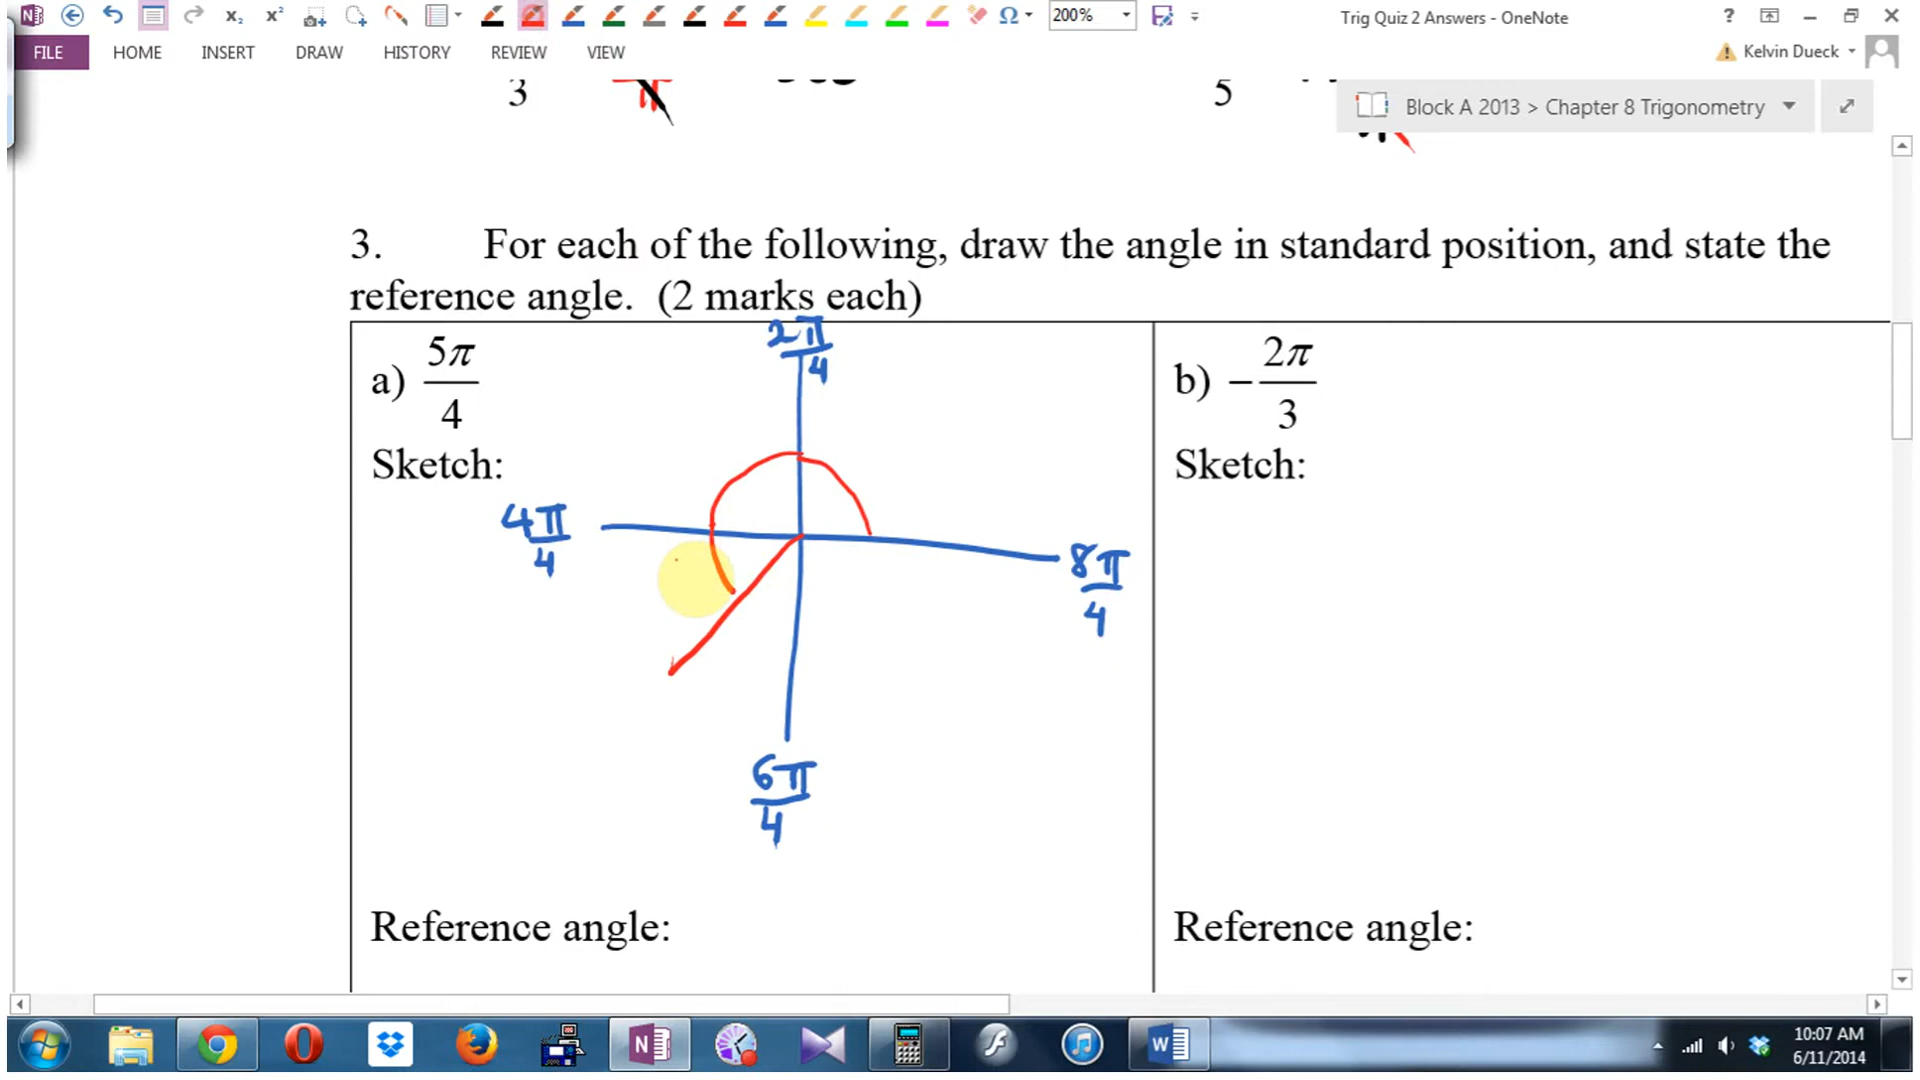 200%
Trig Quiz 2 Answers - OneNote
FILE
HOME
INSERT
DRAW
HISTORY
REVIEW
VIEW
Kelvin Dueck
3
π
5
Block A 2013 > Chapter 8 Trigonometry
3. For each of the following, draw the angle in standard position, and state the
reference angle. (2 marks each)
a) 5π/4
Sketch:
2π/4
4π/4
8π/4
6π/4
Reference angle:
b) −2π/3
Sketch:
Reference angle:
10:07 AM
6/11/2014